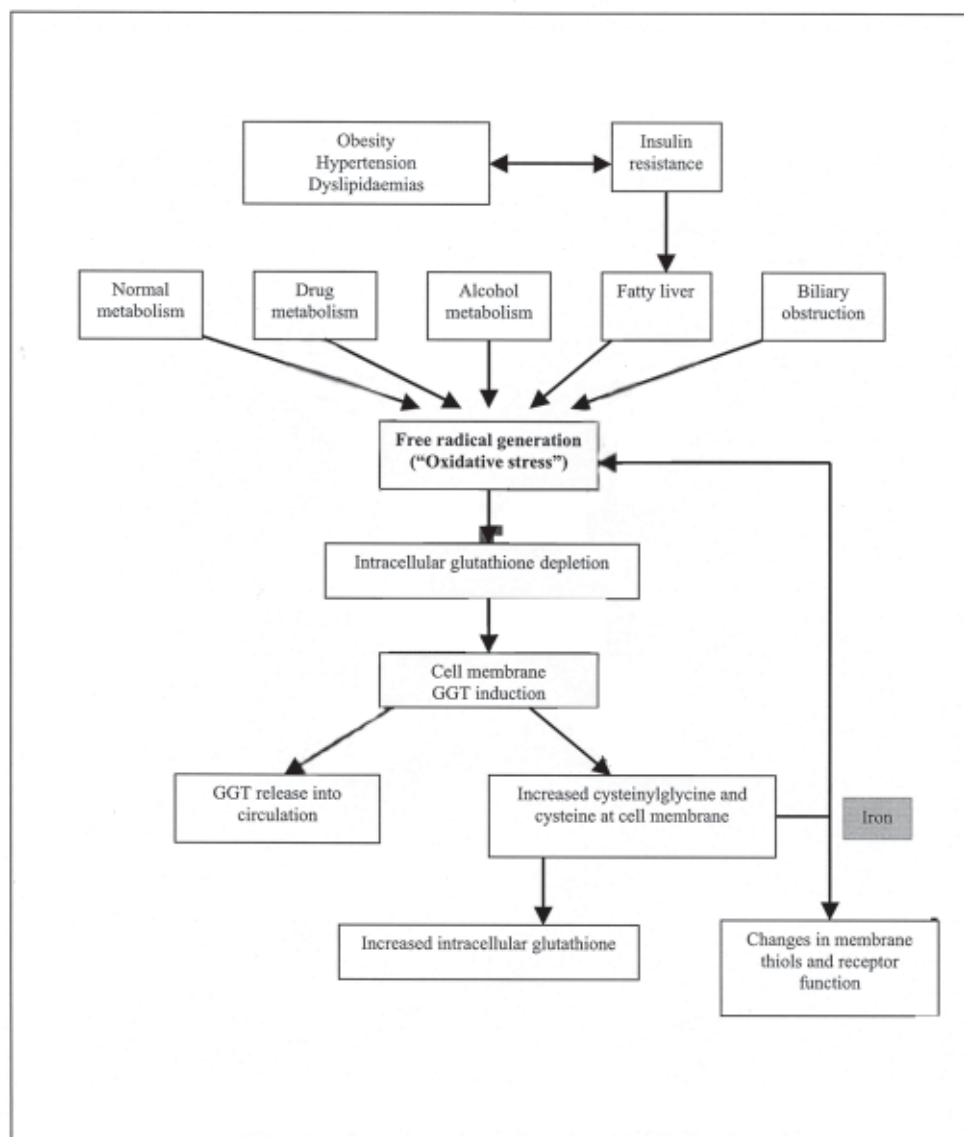 Obesity
Hypertension
Dyslipidaemias
Insulin
resistance
Normal
metabolism
Drug
metabolism
Alcohol
metabolism
Fatty liver
Biliary
obstruction
Free radical generation
("Oxidative stress")
Intracellular glutathione depletion
Cell membrane
GGT induction
GGT release into
circulation
Increased cysteinylglycine and
cysteine at cell membrane
Iron
Increased intracellular glutathione
Changes in membrane
thiols and receptor
function